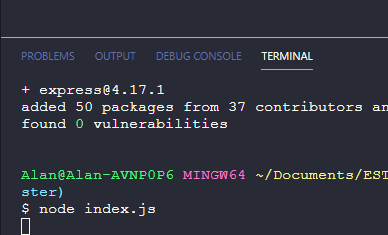 PROBLEMS OUTPUT DEBUG CONSOLE TERMINAL
+ express@4.17.1
added 50 packages from 37 contributors an
found 0 vulnerabilities
Alan@Alan-AVNP0P6 MINGW64 ~/Documents/EST
ster)
$ node index.js